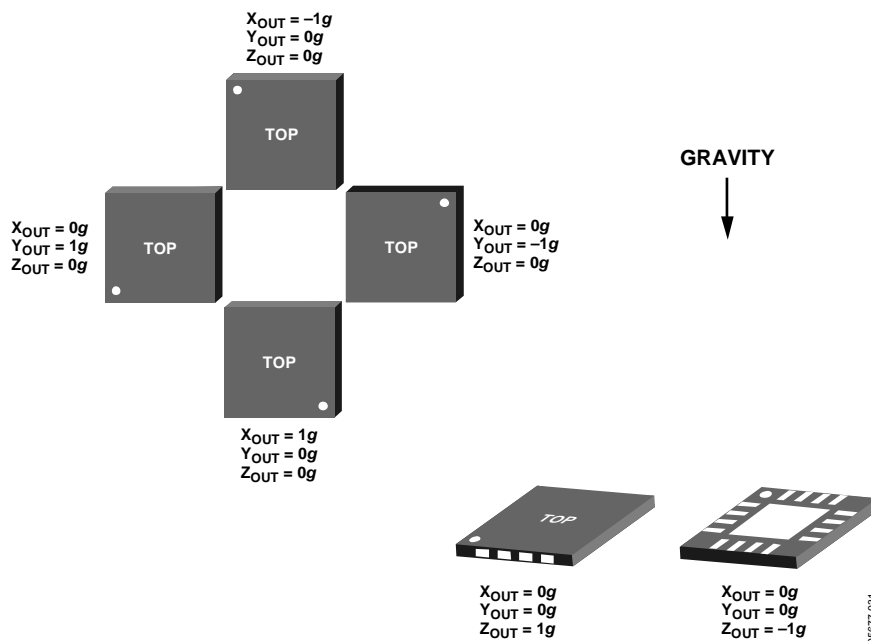 XOUT = –1g
YOUT = 0g
ZOUT = 0g
TOP
GRAVITY
XOUT = 0g
YOUT = 1g
ZOUT = 0g
TOP
TOP
XOUT = 0g
YOUT = –1g
ZOUT = 0g
TOP
XOUT = 1g
YOUT = 0g
ZOUT = 0g
TOP
XOUT = 0g
YOUT = 0g
ZOUT = 1g
XOUT = 0g
YOUT = 0g
ZOUT = –1g